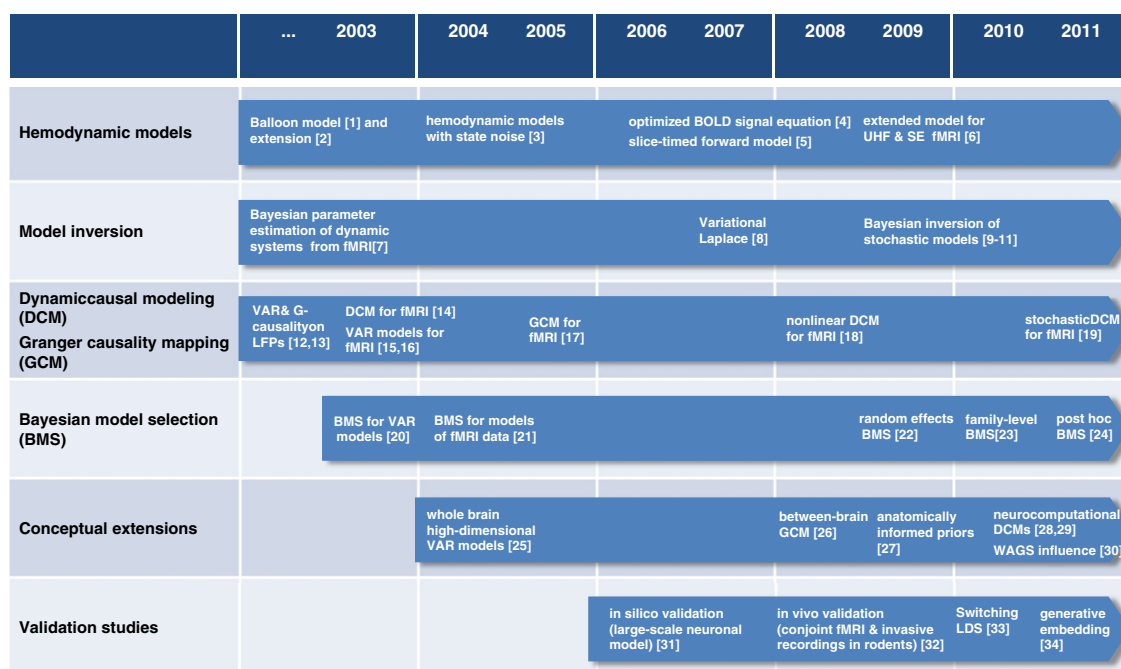 ... 2003 2004 2005 2006 2007 2008 2009 2010 2011
Hemodynamic models
Balloon model [1] and
extension [2]
hemodynamic models
with state noise [3]
optimized BOLD signal equation [4]
slice-timed forward model [5]
extended model for
UHF & SE fMRI [6]
Model inversion
Bayesian parameter
estimation of dynamic
systems from fMRI[7]
Variational
Laplace [8]
Bayesian inversion of
stochastic models [9-11]
Dynamiccausal modeling
(DCM)
Granger causality mapping
(GCM)
VAR& G-
causalityon
LFPs [12,13]
DCM for fMRI [14]
VAR models for
fMRI [15,16]
GCM for
fMRI [17]
nonlinear DCM
for fMRI [18]
stochasticDCM
for fMRI [19]
Bayesian model selection
(BMS)
BMS for VAR
models [20]
BMS for models
of fMRI data [21]
random effects
BMS [22]
family-level
BMS[23]
post hoc
BMS [24]
Conceptual extensions
whole brain
high-dimensional
VAR models [25]
between-brain
GCM [26]
anatomically
informed priors
[27]
neurocomputational
DCMs [28,29]
WAGS influence [30]
Validation studies
in silico validation
(large-scale neuronal
model) [31]
in vivo validation
(conjoint fMRI & invasive
recordings in rodents) [32]
Switching
LDS [33]
generative
embedding
[34]